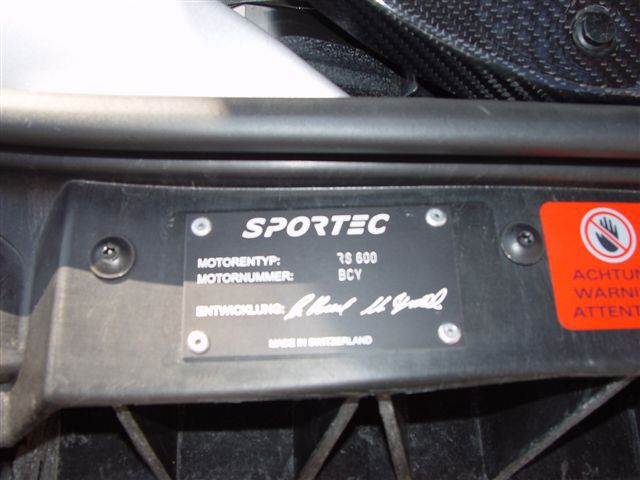 SPORTEC
MOTORENTYP: RS 600
MOTORNUMMER: BCY
ENTWICKLUNG:
MADE IN SWITZERLAND
ACHTUN
WARNI
ATTENT